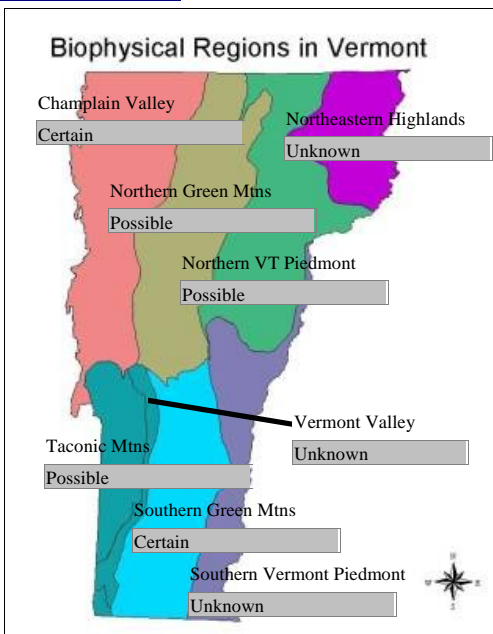 Biophysical Regions in Vermont
Champlain Valley
Certain
Northeastern Highlands
Unknown
Northern Green Mtns
Possible
Northern VT Piedmont
Possible
Vermont Valley
Unknown
Taconic Mtns
Possible
Southern Green Mtns
Certain
Southern Vermont Piedmont
Unknown
N
W E
S